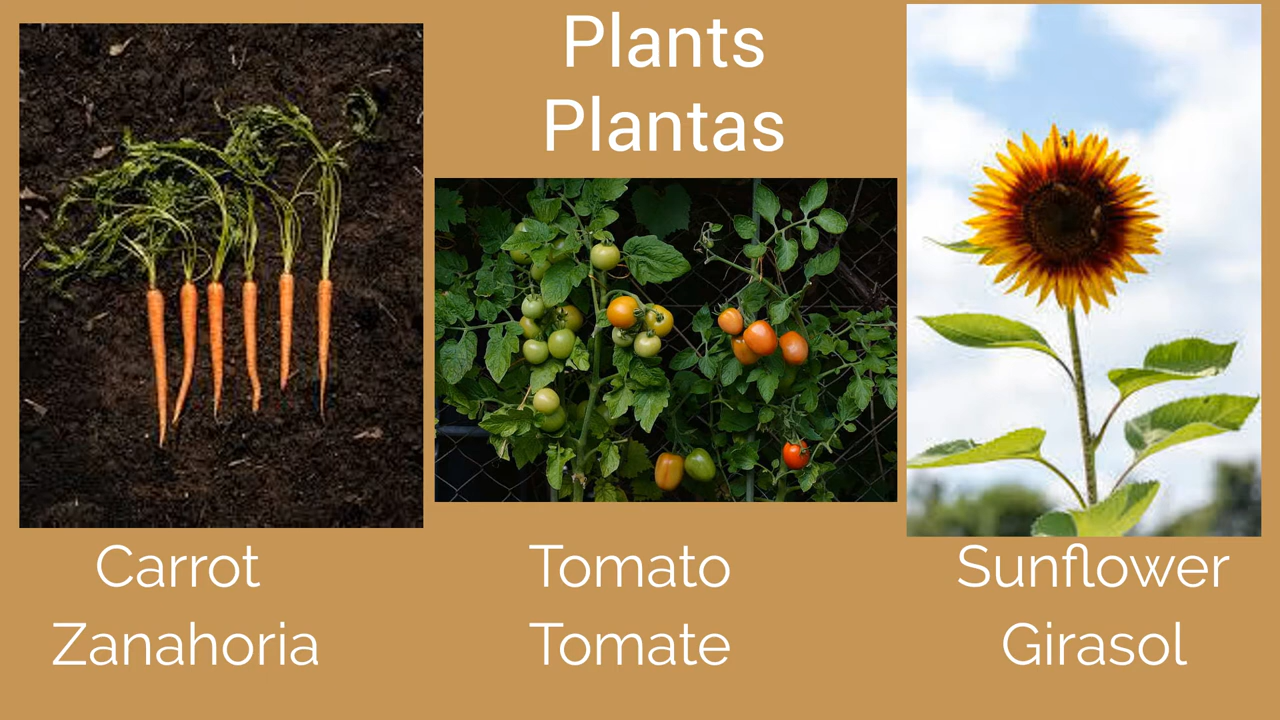 Plants
Plantas
Carrot
Zanahoria
Tomato
Tomate
Sunflower
Girasol